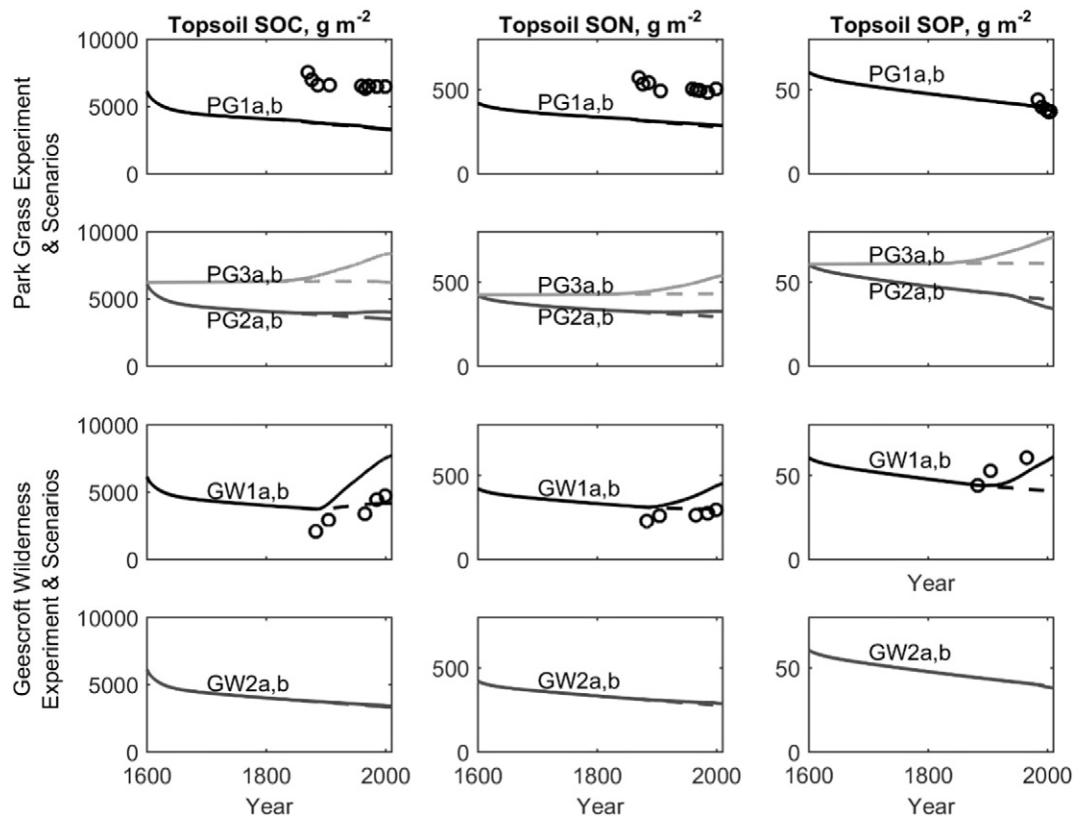 Topsoil SOC, g m-2
Topsoil SON, g m-2
Topsoil SOP, g m-2
Park Grass Experiment
& Scenarios
10000
5000
0
PG1a,b
500
0
PG1a,b
50
0
PG1a,b
10000
5000
0
PG3a,b
PG2a,b
500
0
PG3a,b
PG2a,b
50
0
PG3a,b
PG2a,b
Geescroft Wilderness
Experiment & Scenarios
10000
5000
0
GW1a,b
500
0
GW1a,b
50
0
GW1a,b
Year
10000
5000
0
GW2a,b
1600
1800
2000
Year
500
0
GW2a,b
1600
1800
2000
Year
50
0
GW2a,b
1600
1800
2000
Year